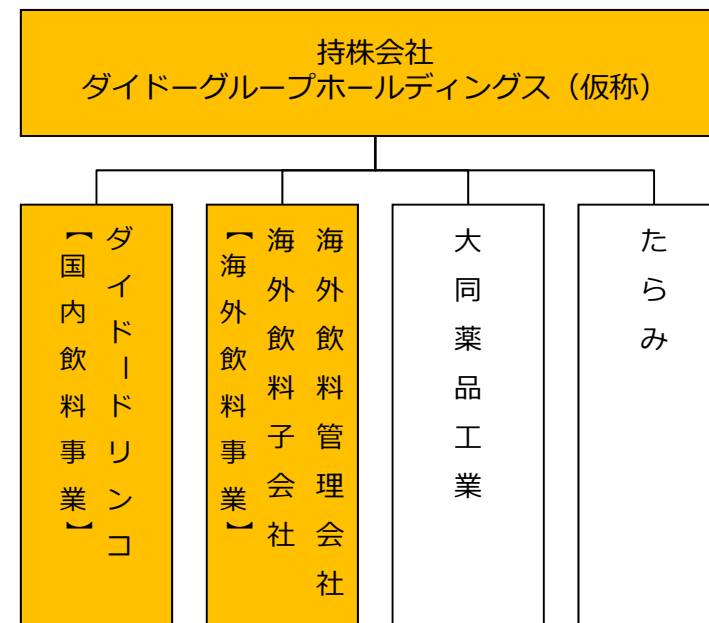 持株会社
ダイドーグループホールディングス（仮称）
ダイドードリンコ
【国内飲料事業】
海外飲料管理会社
海外飲料子会社
【海外飲料事業】
大同薬品工業
たらみ